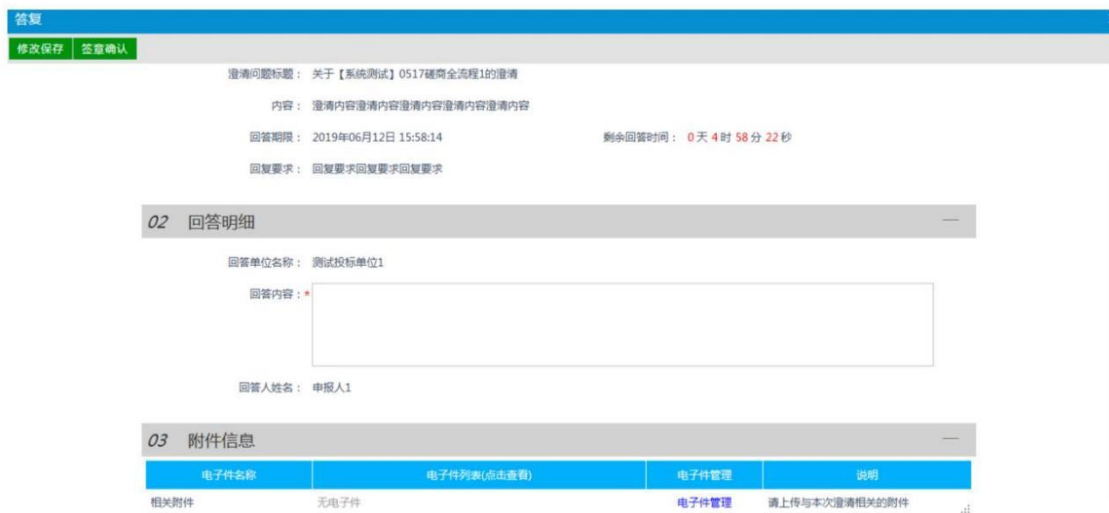 答复
修改保存 签章确认
澄清问题标题： 关于【系统测试】0517磋商全流程1的澄清
内容： 澄清内容澄清内容澄清内容澄清内容澄清内容
回答期限： 2019年06月12日 15:58:14 剩余回答时间： 0 天 4 时 58 分 22 秒
回复要求： 回复要求回复要求回复要求
02 回答明细
回答单位名称： 测试投标单位1
回答内容：*
回答人姓名： 申报人1
03 附件信息
电子件名称 电子件列表(点击查看) 电子件管理 说明
相关附件 无电子件 电子件管理 请上传与本次澄清相关的附件